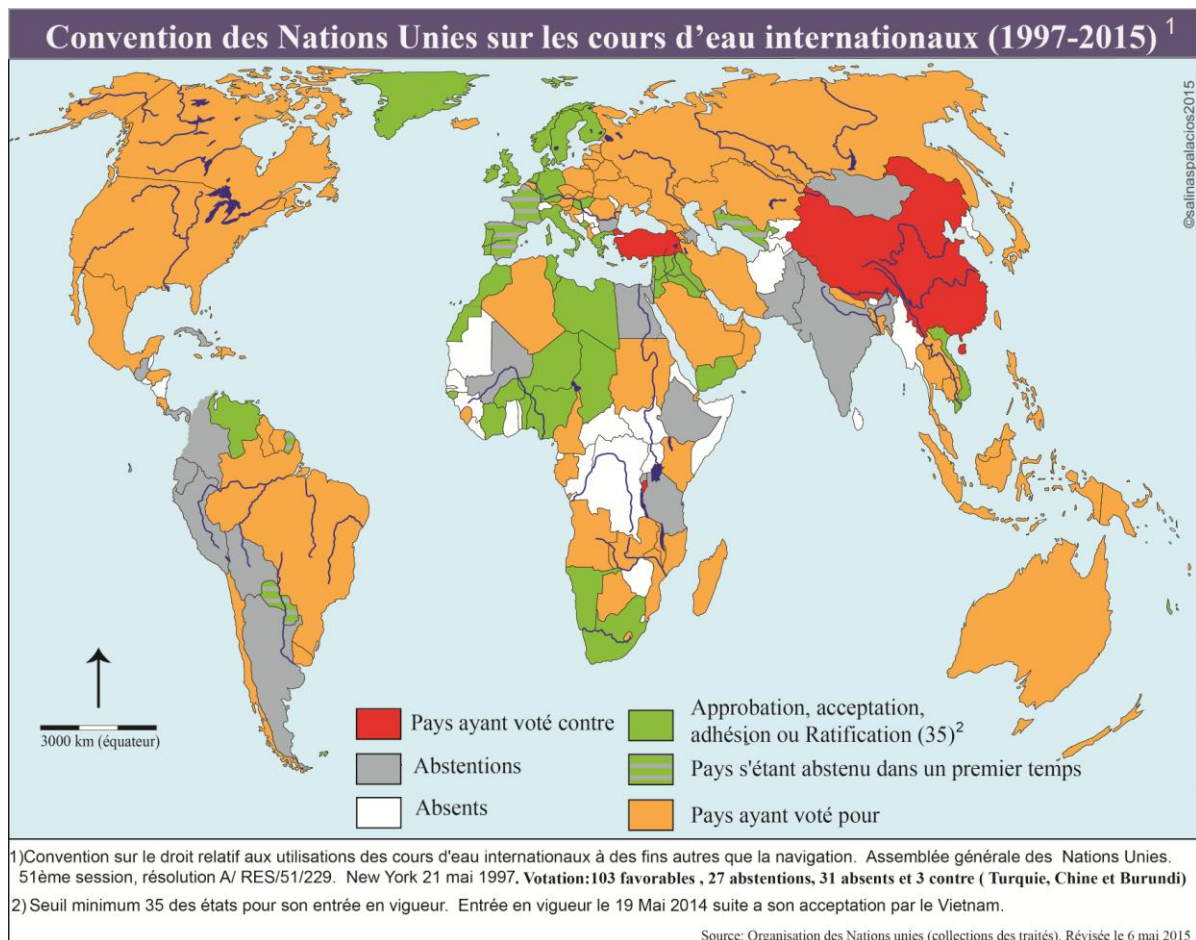 Convention des Nations Unies sur les cours d'eau internationaux (1997-2015) 1
©salinaspalacios2015
3000 km (équateur)
Pays ayant voté contre
Abstentions
Absents
Approbation, acceptation,
adhésion ou Ratification (35)2
Pays s'étant abstenu dans un premier temps
Pays ayant voté pour
1)Convention sur le droit relatif aux utilisations des cours d'eau internationaux à des fins autres que la navigation. Assemblée générale des Nations Unies.
51ème session, résolution A/ RES/51/229. New York 21 mai 1997. Votation:103 favorables , 27 abstentions, 31 absents et 3 contre ( Turquie, Chine et Burundi)
2) Seuil minimum 35 des états pour son entrée en vigueur. Entrée en vigueur le 19 Mai 2014 suite a son acceptation par le Vietnam.
Source: Organisation des Nations unies (collections des traités). Révisée le 6 mai 2015